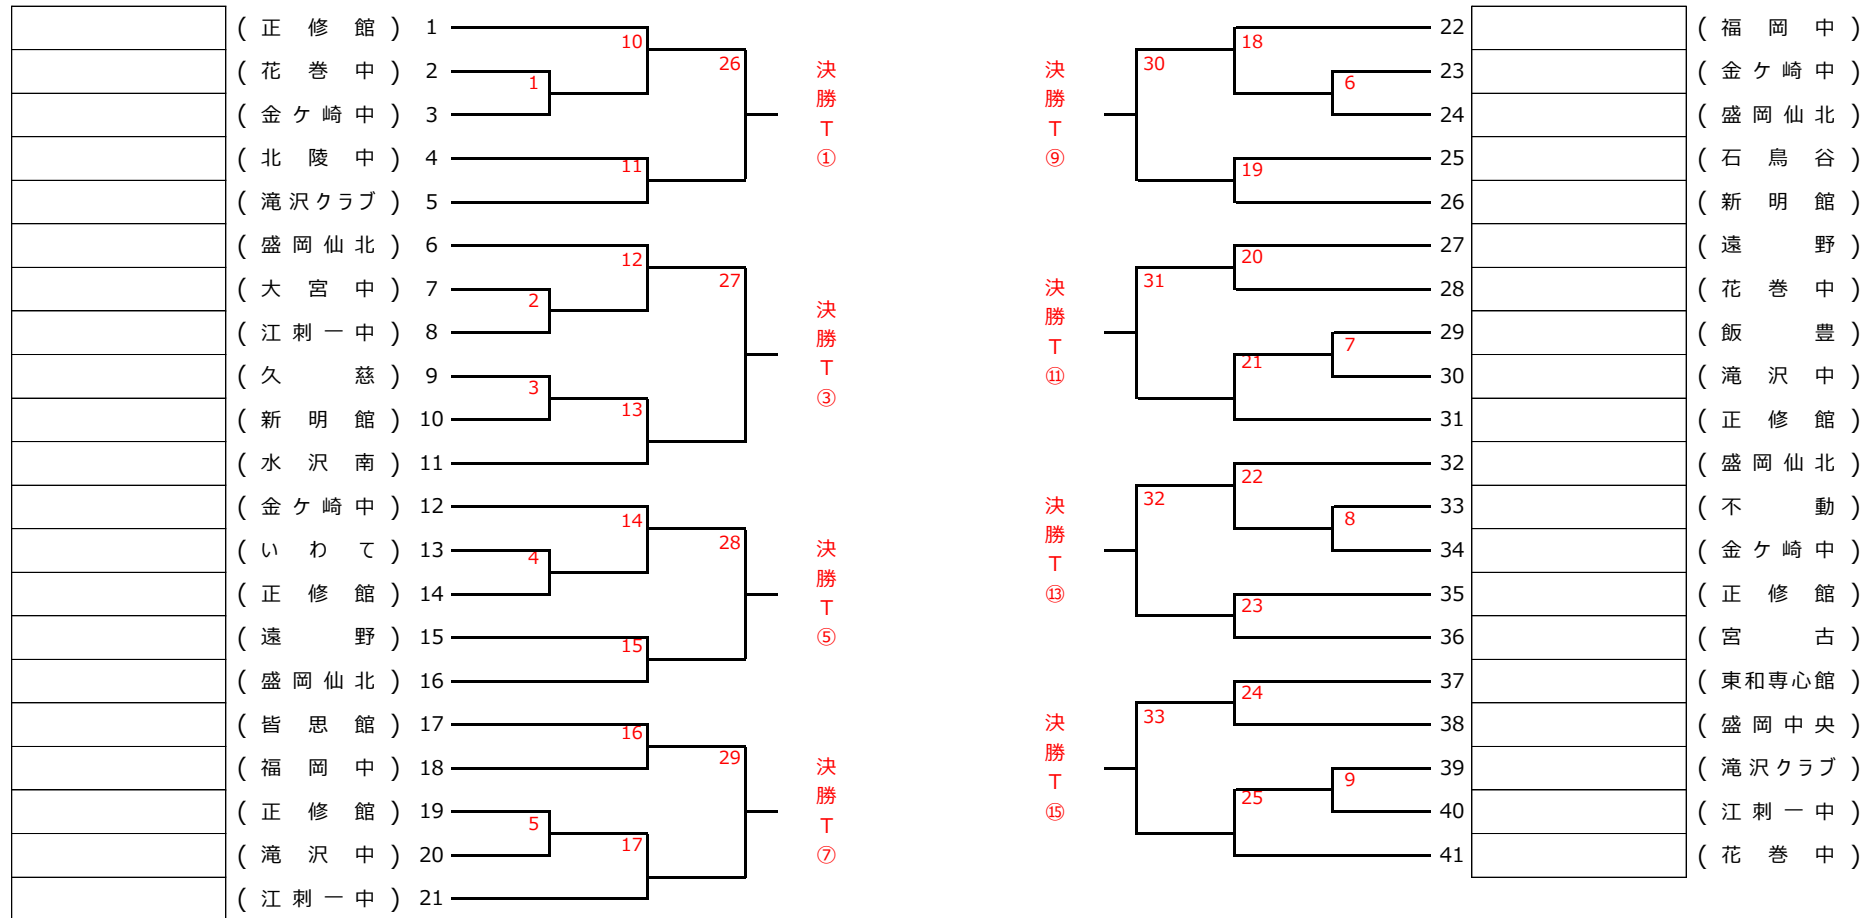 (正修館) 1
(花巻中) 2
(金ケ崎中) 3
(北陵中) 4
(滝沢クラブ) 5
(盛岡仙北) 6
(大宮中) 7
(江刺一中) 8
(久慈) 9
(新明館) 10
(水沢南) 11
(金ケ崎中) 12
(いわて) 13
(正修館) 14
(遠野) 15
(盛岡仙北) 16
(皆思館) 17
(福岡中) 18
(正修館) 19
(滝沢中) 20
(江刺一中) 21
1
2
3
4
5
10
11
12
13
14
15
16
17
26
27
28
29
決勝T①
決勝T③
決勝T⑤
決勝T⑦
決勝T⑨
決勝T⑪
決勝T⑬
決勝T⑮
30
31
32
33
18
19
20
21
22
23
24
25
6
7
8
9
22 (福岡中)
23 (金ケ崎中)
24 (盛岡仙北)
25 (石鳥谷)
26 (新明館)
27 (遠野)
28 (花巻中)
29 (飯豊)
30 (滝沢中)
31 (正修館)
32 (盛岡仙北)
33 (不動)
34 (金ケ崎中)
35 (正修館)
36 (宮古)
37 (東和専心館)
38 (盛岡中央)
39 (滝沢クラブ)
40 (江刺一中)
41 (花巻中)